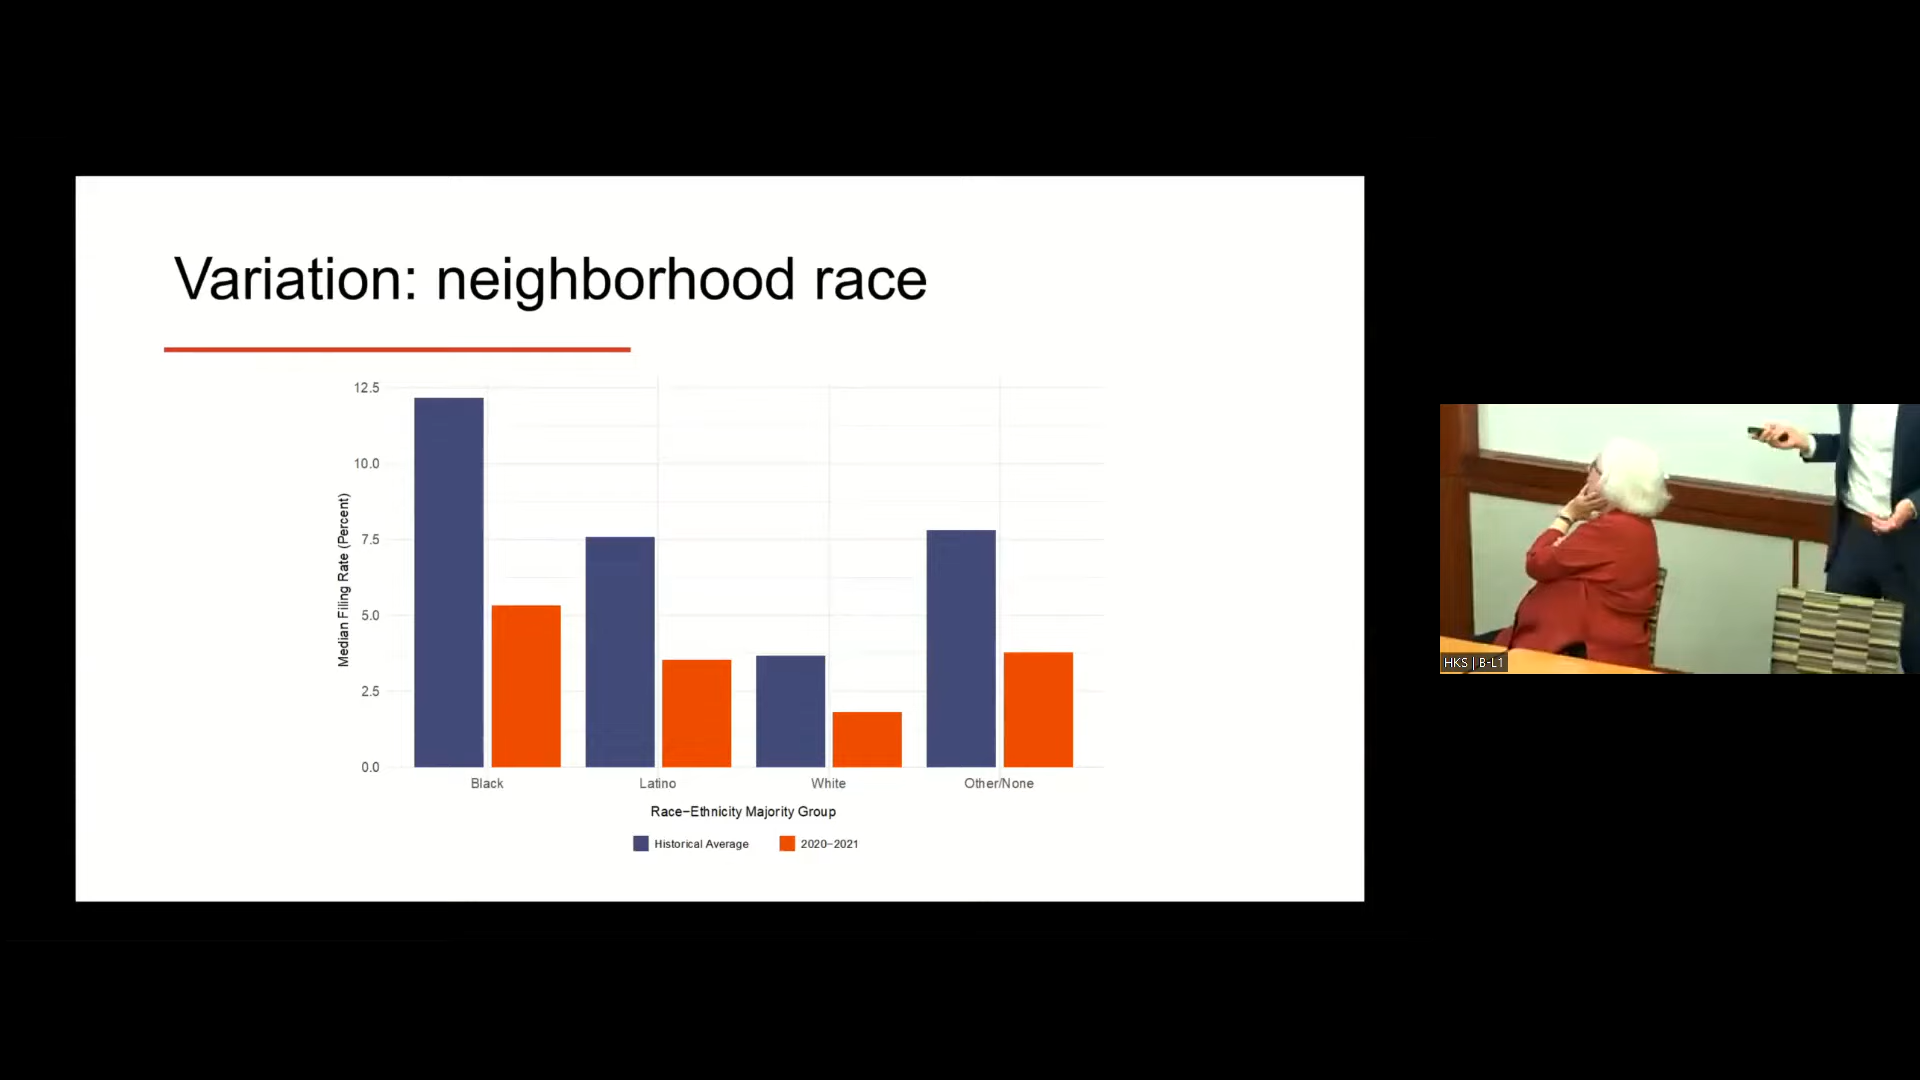 Variation: neighborhood race
Median Filing Rate (Percent)
12.5
10.0
7.5
5.0
2.5
0.0
Black
Latino
White
Other/None
Race−Ethnicity Majority Group
Historical Average
2020−2021
HKS | B-L1